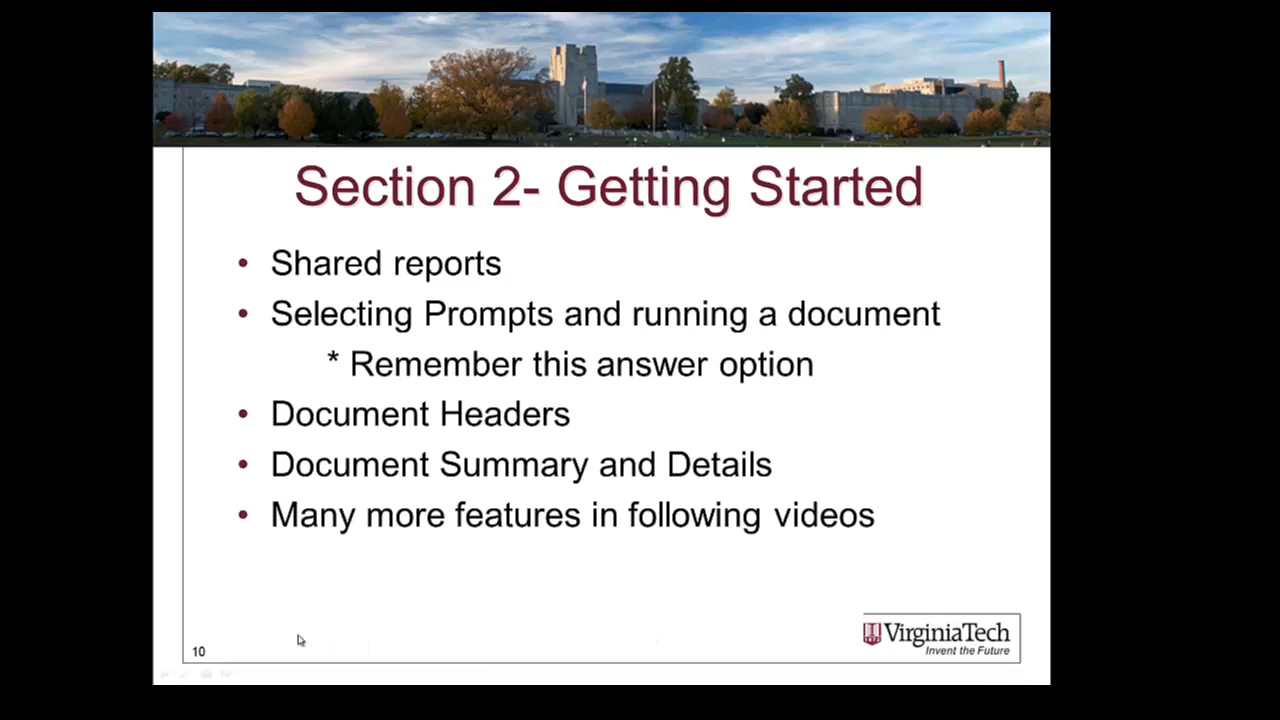 Section 2- Getting Started
• Shared reports
• Selecting Prompts and running a document
* Remember this answer option
• Document Headers
• Document Summary and Details
• Many more features in following videos
10
VirginiaTech
Invent the Future